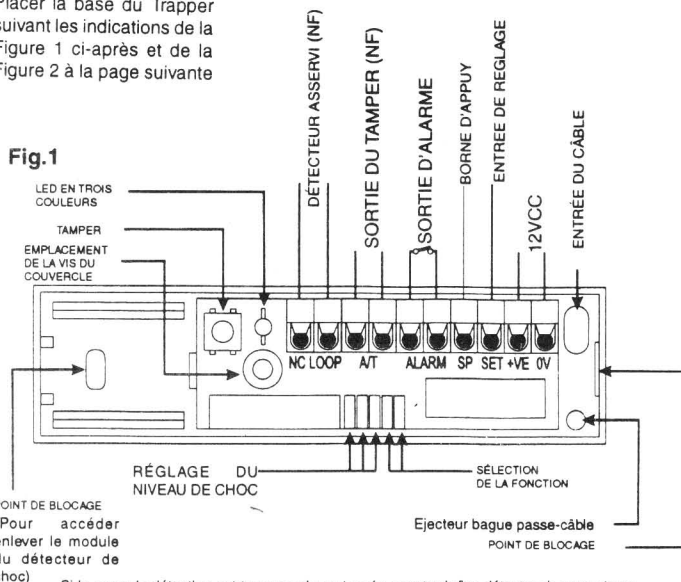 Placer la base du Trapper
suivant les indications de la
Figure 1 ci-après et de la
Figure 2 à la page suivante
Fig.1
LED EN TROIS
COULEURS
TAMPER
EMPLACEMENT
DE LA VIS DU
COUVERCLE
DÉTECTEUR ASSERVI (NF)
SORTIE DU TAMPER (NF)
SORTIE D'ALARME
BORNE D'APPUY
ENTREE DE REGLAGE
12VCC
ENTRÉE DU CÂBLE
NC LOOP A/T ALARM SP SET +VE 0V
RÉGLAGE DU
NIVEAU DE CHOC
SÉLECTION
DE LA FONCTION
POINT DE BLOCAGE
(Pour accéder
enlever le module
du détecteur de
choc)
Ejecteur bague passe-câble
POINT DE BLOCAGE